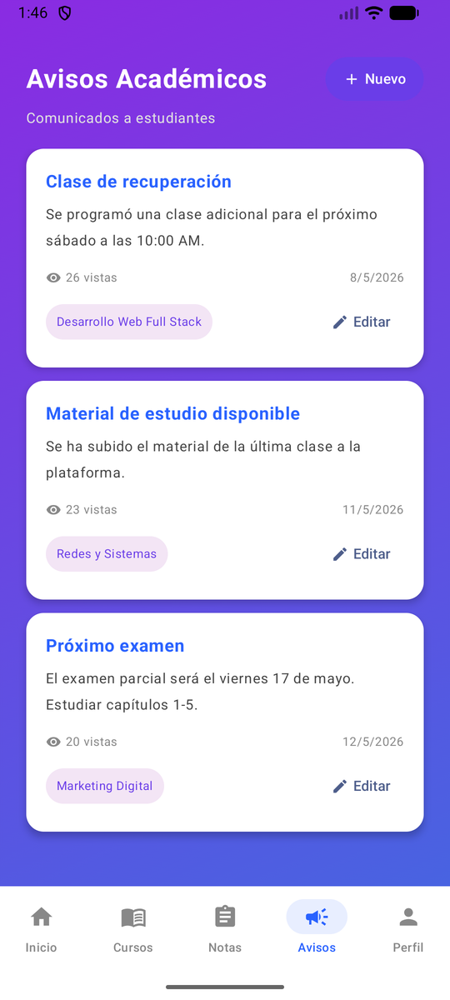 1:46
Avisos Académicos
+ Nuevo
Comunicados a estudiantes
Clase de recuperación
Se programó una clase adicional para el próximo
sábado a las 10:00 AM.
26 vistas
8/5/2026
Desarrollo Web Full Stack
Editar
Material de estudio disponible
Se ha subido el material de la última clase a la
plataforma.
23 vistas
11/5/2026
Redes y Sistemas
Editar
Próximo examen
El examen parcial será el viernes 17 de mayo.
Estudiar capítulos 1-5.
20 vistas
12/5/2026
Marketing Digital
Editar
Inicio
Cursos
Notas
Avisos
Perfil